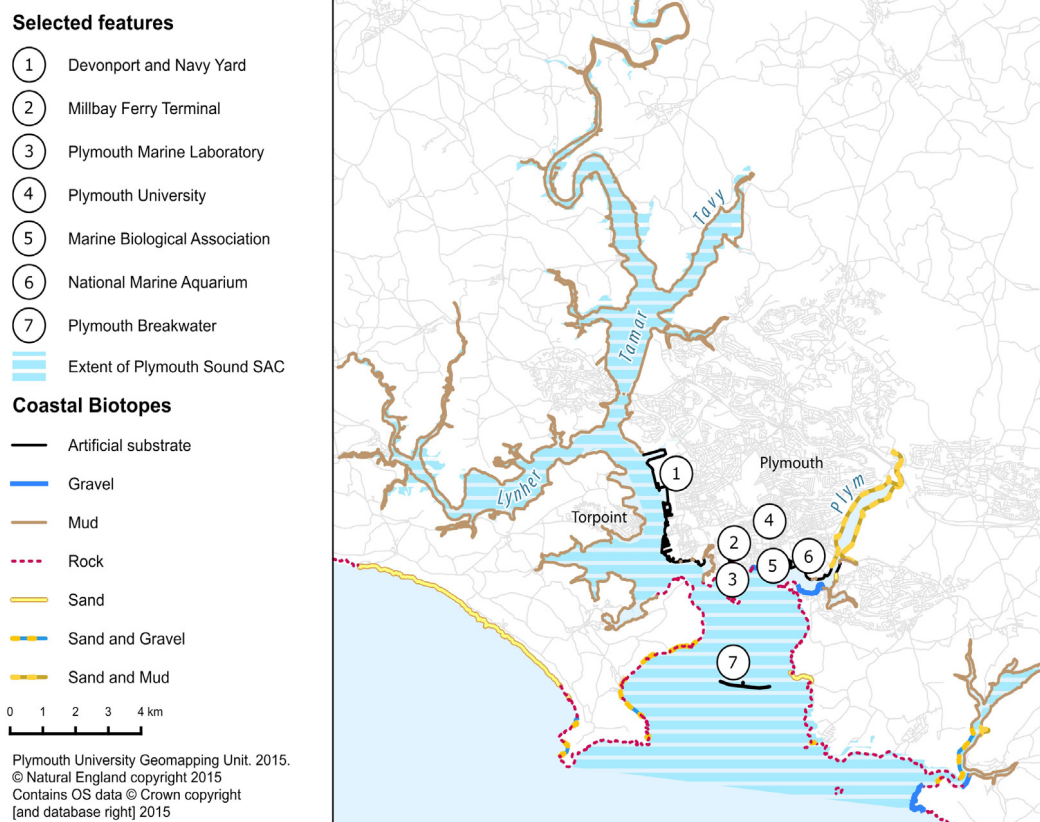 Selected features
1 Devonport and Navy Yard
2 Millbay Ferry Terminal
3 Plymouth Marine Laboratory
4 Plymouth University
5 Marine Biological Association
6 National Marine Aquarium
7 Plymouth Breakwater
Extent of Plymouth Sound SAC
Coastal Biotopes
Artificial substrate
Gravel
Mud
Rock
Sand
Sand and Gravel
Sand and Mud
0 1 2 3 4 km
Plymouth University Geomapping Unit. 2015.
© Natural England copyright 2015
Contains OS data © Crown copyright
[and database right] 2015
Tavy
Tamar
Lynher
Plymouth
Plym
Torpoint
1
4
2
6
5
3
7